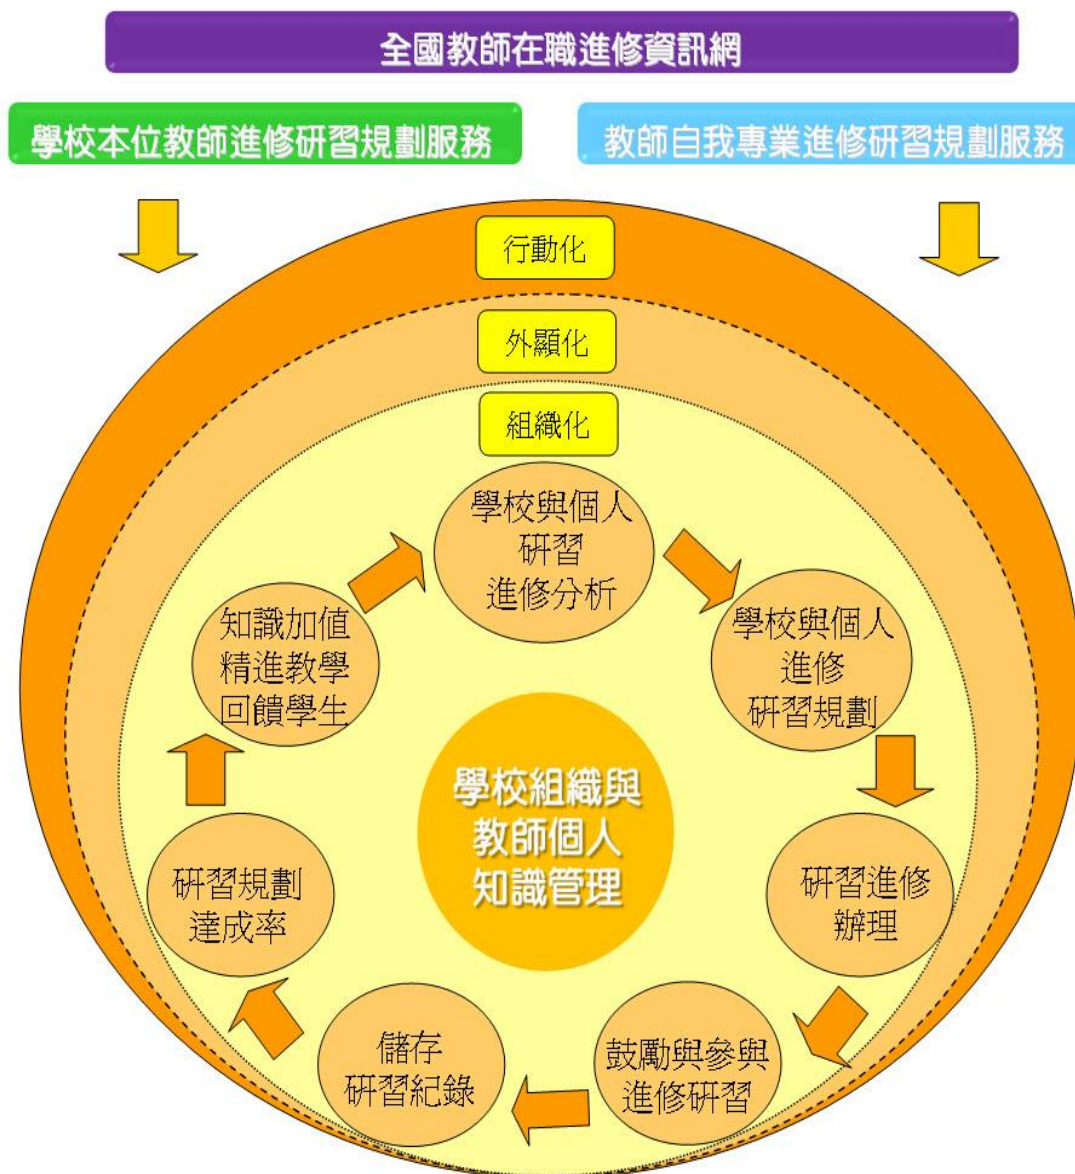 全國教師在職進修資訊網
學校本位教師進修研習規劃服務
教師自我專業進修研習規劃服務
行動化
外顯化
組織化
學校與個人
研習
進修分析
學校與個人
進修
研習規劃
研習進修
辦理
鼓勵與參與
進修研習
儲存
研習紀錄
研習規劃
達成率
知識加值
精進教學
回饋學生
學校組織與
教師個人
知識管理